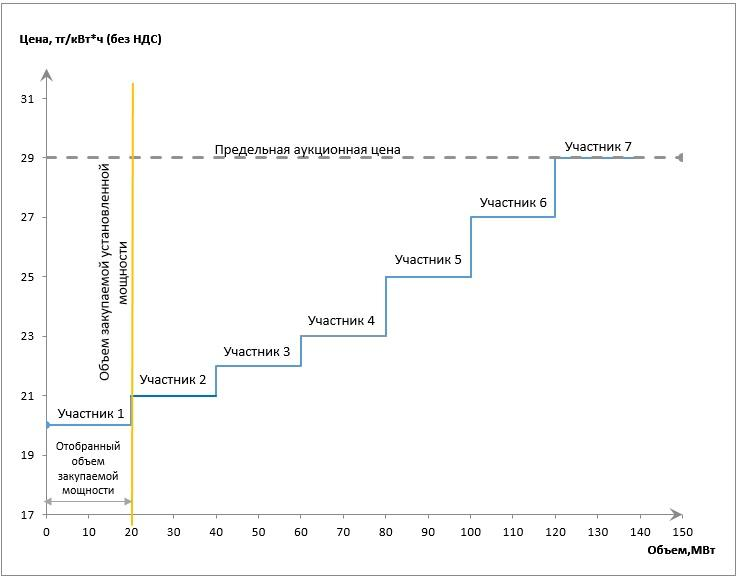 Цена, тг/кВт*ч (без НДС)
31
Предельная аукционная цена
Участник 7
29
Объем закупаемой установленной
мощности
27
Участник 6
25
Участник 5
23
Участник 4
Участник 3
21
Участник 2
Участник 1
20
19
Отобранный
объем
закупаемой
мощности
17
0 10 20 30 40 50 60 70 80 90 100 110 120 130 140 150
Объем,МВт